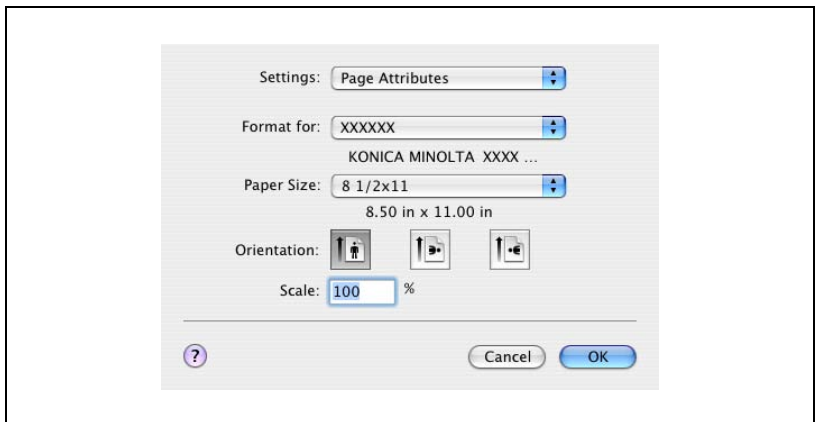 Settings: Page Attributes
Format for: XXXXXX
KONICA MINOLTA XXXX ...
Paper Size: 8 1/2x11
8.50 in x 11.00 in
Orientation:
Scale: 100 %
? Cancel OK